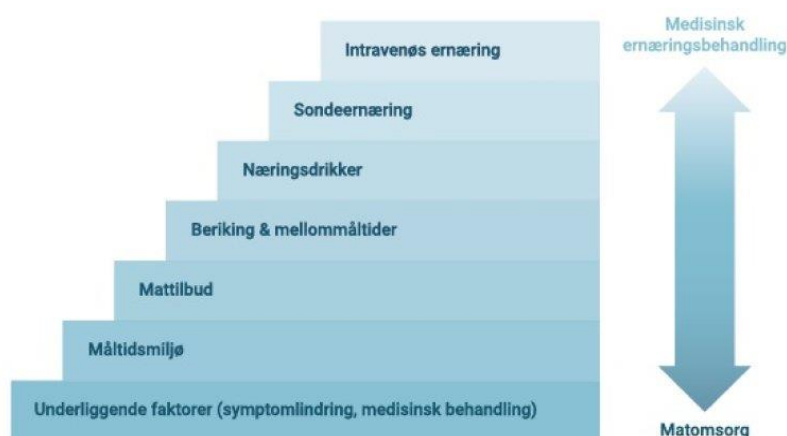 Medisinsk
ernæringsbehandling
Intravenøs ernæring
Sondeernæring
Næringsdrikker
Beriking & mellommåltider
Mattilbud
Måltidsmiljø
Underliggende faktorer (symptomlindring, medisinsk behandling)
Matomsorg